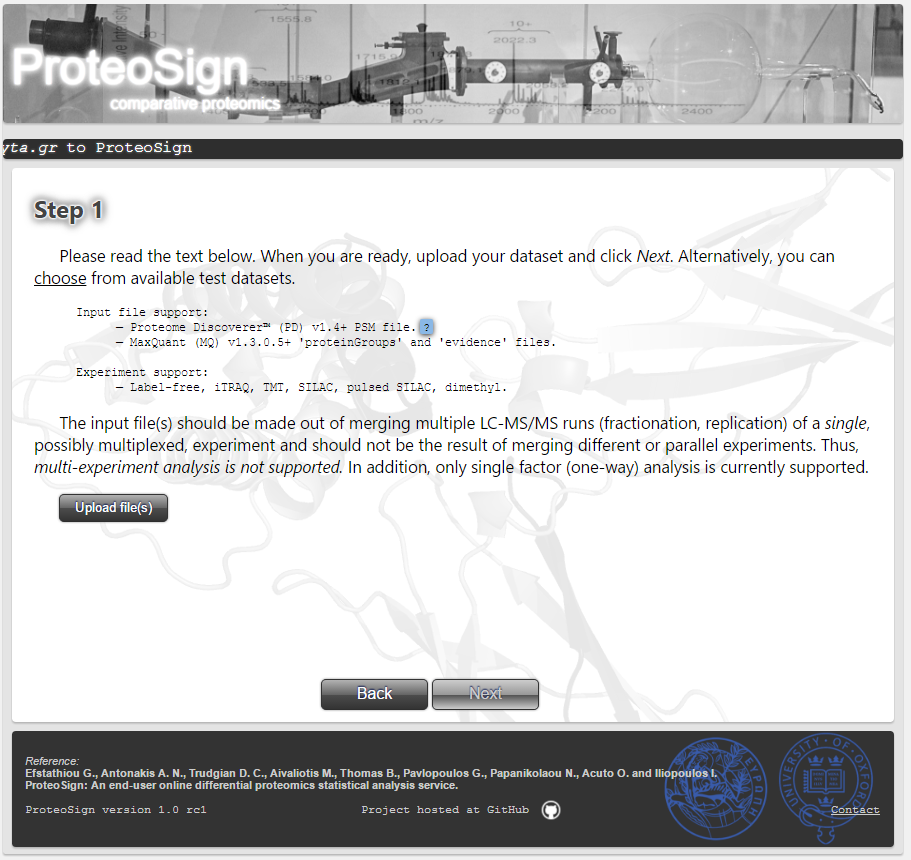 1555.8
10+
2022.3
1715.9
1581.0
ProteoSign
comparative proteomics
1800
2000
2200
2400
m/z
yta.gr to ProteoSign
Step 1
Please read the text below. When you are ready, upload your dataset and click Next. Alternatively, you can
choose from available test datasets.
Input file support:
– Proteome Discoverer™ (PD) v1.4+ PSM file. ?
– MaxQuant (MQ) v1.3.0.5+ 'proteinGroups' and 'evidence' files.
Experiment support:
– Label-free, iTRAQ, TMT, SILAC, pulsed SILAC, dimethyl.
The input file(s) should be made out of merging multiple LC-MS/MS runs (fractionation, replication) of a single,
possibly multiplexed, experiment and should not be the result of merging different or parallel experiments. Thus,
multi-experiment analysis is not supported. In addition, only single factor (one-way) analysis is currently supported.
Upload file(s)
Back Next
Reference:
Efstathiou G., Antonakis A. N., Trudgian D. C., Aivaliotis M., Thomas B., Pavlopoulos G., Papanikolaou N., Acuto O. and Iliopoulos I.
ProteoSign: An end-user online differential proteomics statistical analysis service.
ProteoSign version 1.0 rc1 Project hosted at GitHub Contact
UNIVERSITY OF OXFORD